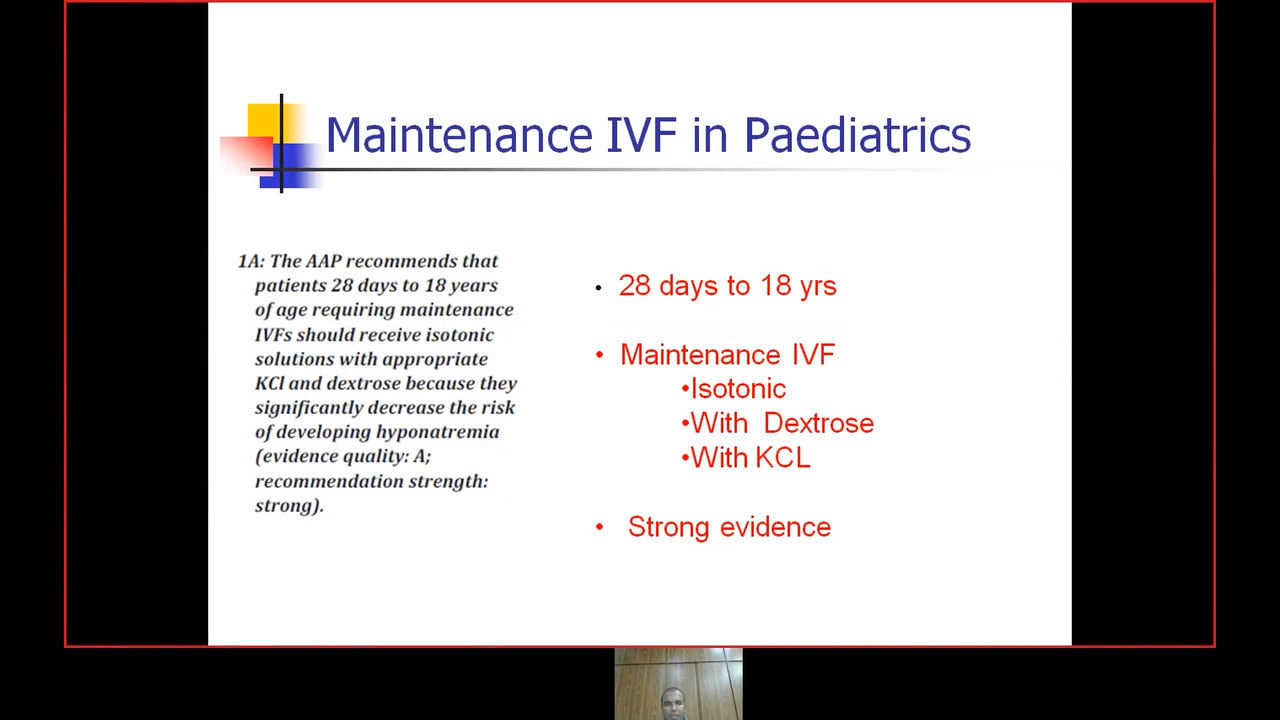 Maintenance IVF in Paediatrics
1A: The AAP recommends that
patients 28 days to 18 years
of age requiring maintenance
IVFs should receive isotonic
solutions with appropriate
KCl and dextrose because they
significantly decrease the risk
of developing hyponatremia
(evidence quality: A;
recommendation strength:
strong).
• 28 days to 18 yrs
• Maintenance IVF
•Isotonic
•With Dextrose
•With KCL
• Strong evidence